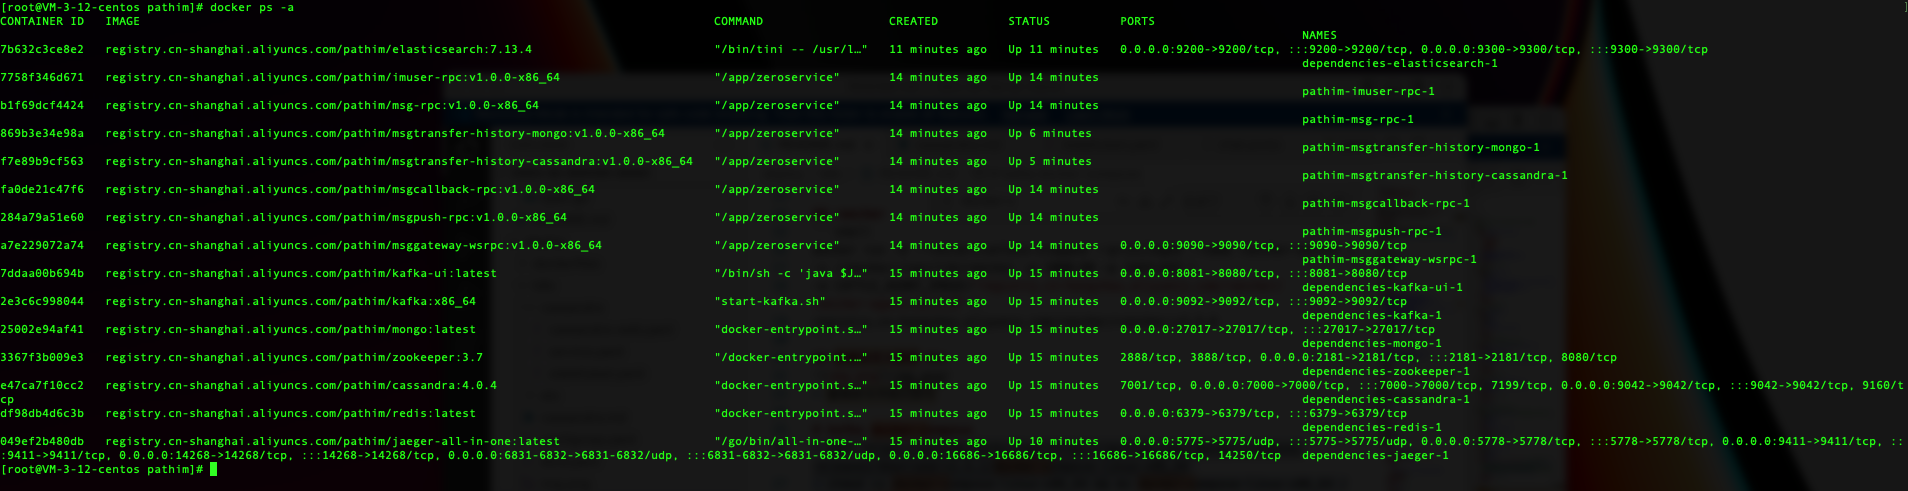 [root@VM-3-12-centos pathim]# docker ps -a
CONTAINER ID   IMAGE   COMMAND   CREATED   STATUS   PORTS
NAMES
7b632c3ce8e2   registry.cn-shanghai.aliyuncs.com/pathim/elasticsearch:7.13.4   "/bin/tini -- /usr/l…"   11 minutes ago   Up 11 minutes   0.0.0.0:9200->9200/tcp, :::9200->9200/tcp, 0.0.0.0:9300->9300/tcp, :::9300->9300/tcp
dependencies-elasticsearch-1
7758f346d671   registry.cn-shanghai.aliyuncs.com/pathim/imuser-rpc:v1.0.0-x86_64   "/app/zeroservice"   14 minutes ago   Up 14 minutes
pathim-imuser-rpc-1
b1f69dcf4424   registry.cn-shanghai.aliyuncs.com/pathim/msg-rpc:v1.0.0-x86_64   "/app/zeroservice"   14 minutes ago   Up 14 minutes
pathim-msg-rpc-1
869b3e34e98a   registry.cn-shanghai.aliyuncs.com/pathim/msgtransfer-history-mongo:v1.0.0-x86_64   "/app/zeroservice"   14 minutes ago   Up 6 minutes
pathim-msgtransfer-history-mongo-1
f7e89b9cf563   registry.cn-shanghai.aliyuncs.com/pathim/msgtransfer-history-cassandra:v1.0.0-x86_64   "/app/zeroservice"   14 minutes ago   Up 5 minutes
pathim-msgtransfer-history-cassandra-1
fa0de21c47f6   registry.cn-shanghai.aliyuncs.com/pathim/msgcallback-rpc:v1.0.0-x86_64   "/app/zeroservice"   14 minutes ago   Up 14 minutes
pathim-msgcallback-rpc-1
284a79a51e60   registry.cn-shanghai.aliyuncs.com/pathim/msgpush-rpc:v1.0.0-x86_64   "/app/zeroservice"   14 minutes ago   Up 14 minutes
pathim-msgpush-rpc-1
a7e229072a74   registry.cn-shanghai.aliyuncs.com/pathim/msggateway-wsrpc:v1.0.0-x86_64   "/app/zeroservice"   14 minutes ago   Up 14 minutes   0.0.0.0:9090->9090/tcp, :::9090->9090/tcp
pathim-msggateway-wsrpc-1
7ddaa00b694b   registry.cn-shanghai.aliyuncs.com/pathim/kafka-ui:latest   "/bin/sh -c 'java $J…"   15 minutes ago   Up 15 minutes   0.0.0.0:8081->8080/tcp, :::8081->8080/tcp
dependencies-kafka-ui-1
2e3c6c998044   registry.cn-shanghai.aliyuncs.com/pathim/kafka:x86_64   "start-kafka.sh"   15 minutes ago   Up 15 minutes   0.0.0.0:9092->9092/tcp, :::9092->9092/tcp
dependencies-kafka-1
25002e94af41   registry.cn-shanghai.aliyuncs.com/pathim/mongo:latest   "docker-entrypoint.s…"   15 minutes ago   Up 15 minutes   0.0.0.0:27017->27017/tcp, :::27017->27017/tcp
dependencies-mongo-1
3367f3b009e3   registry.cn-shanghai.aliyuncs.com/pathim/zookeeper:3.7   "/docker-entrypoint.…"   15 minutes ago   Up 15 minutes   2888/tcp, 3888/tcp, 0.0.0.0:2181->2181/tcp, :::2181->2181/tcp, 8080/tcp
dependencies-zookeeper-1
e47ca7f10cc2   registry.cn-shanghai.aliyuncs.com/pathim/cassandra:4.0.4   "docker-entrypoint.s…"   15 minutes ago   Up 15 minutes   7001/tcp, 0.0.0.0:7000->7000/tcp, :::7000->7000/tcp, 7199/tcp, 0.0.0.0:9042->9042/tcp, :::9042->9042/tcp, 9160/t
cp   dependencies-cassandra-1
df98db4d6c3b   registry.cn-shanghai.aliyuncs.com/pathim/redis:latest   "docker-entrypoint.s…"   15 minutes ago   Up 15 minutes   0.0.0.0:6379->6379/tcp, :::6379->6379/tcp
dependencies-redis-1
049ef2b480db   registry.cn-shanghai.aliyuncs.com/pathim/jaeger-all-in-one:latest   "/go/bin/all-in-one-…"   15 minutes ago   Up 10 minutes   0.0.0.0:5775->5775/udp, :::5775->5775/udp, 0.0.0.0:5778->5778/tcp, :::5778->5778/tcp, 0.0.0.0:9411->9411/tcp, ::
:9411->9411/tcp, 0.0.0.0:14268->14268/tcp, :::14268->14268/tcp, 0.0.0.0:6831-6832->6831-6832/udp, :::6831-6832->6831-6832/udp, 0.0.0.0:16686->16686/tcp, :::16686->16686/tcp, 14250/tcp   dependencies-jaeger-1
[root@VM-3-12-centos pathim]#